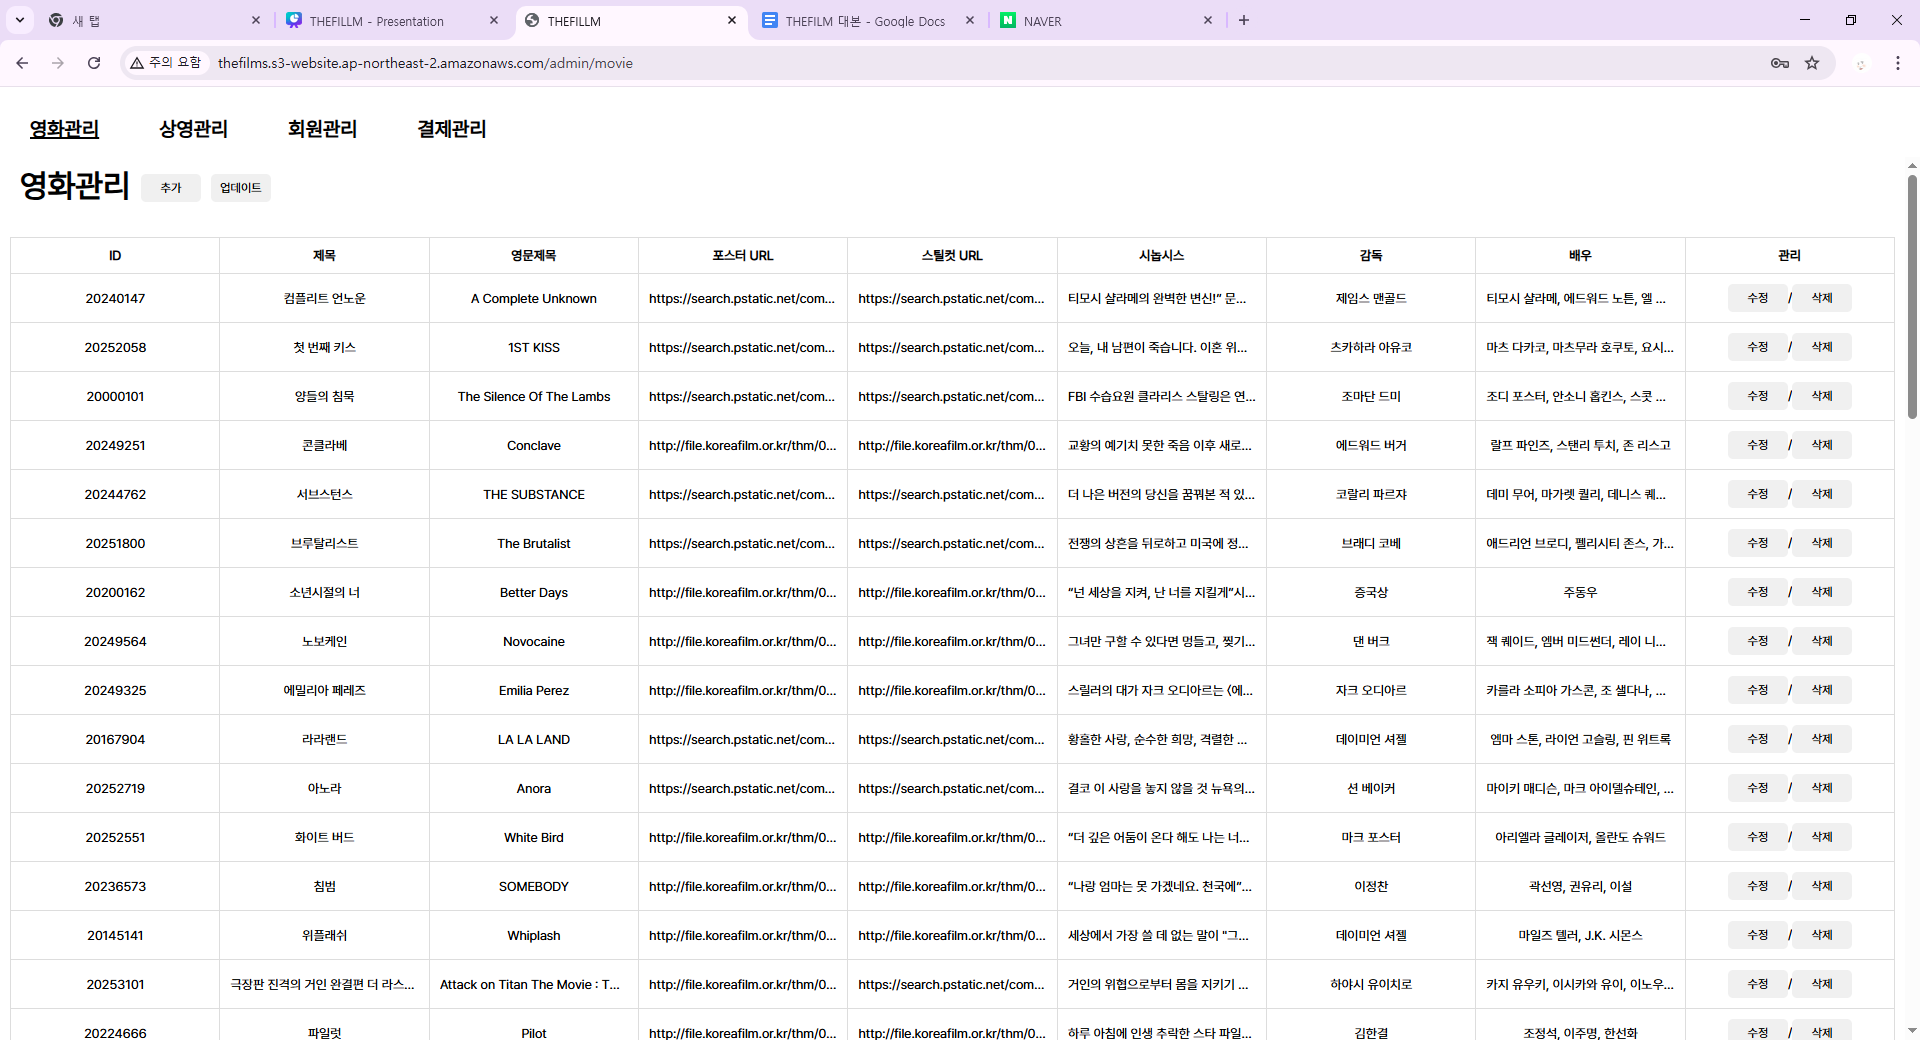 새 탭
THEFILLM - Presentation
THEFILLM
THEFILM 대본 - Google Docs
NAVER
주의 요함
thefilms.s3-website.ap-northeast-2.amazonaws.com/admin/movie
영화관리 상영관리 회원관리 결제관리
영화관리 추가 업데이트
ID 제목 영문제목 포스터 URL 스틸컷 URL 시놉시스 감독 배우 관리
20240147 컴플리트 언노운 A Complete Unknown https://search.pstatic.net/com... https://search.pstatic.net/com... 티모시 샬라메의 완벽한 변신!” 문... 제임스 맨골드 티모시 샬라메, 에드워드 노튼, 엘 ... 수정 / 삭제
20252058 첫 번째 키스 1ST KISS https://search.pstatic.net/com... https://search.pstatic.net/com... 오늘, 내 남편이 죽습니다. 이혼 위... 츠카하라 아유코 마츠 다카코, 마츠무라 호쿠토, 요시... 수정 / 삭제
20000101 양들의 침묵 The Silence Of The Lambs https://search.pstatic.net/com... https://search.pstatic.net/com... FBI 수습요원 클라리스 스탈링은 연... 조마단 드미 조디 포스터, 안소니 홉킨스, 스콧 ... 수정 / 삭제
20249251 콘클라베 Conclave http://file.koreafilm.or.kr/thm/0... http://file.koreafilm.or.kr/thm/0... 교황의 예기치 못한 죽음 이후 새로... 에드워드 버거 랄프 파인즈, 스탠리 투치, 존 리스고 수정 / 삭제
20244762 서브스턴스 THE SUBSTANCE https://search.pstatic.net/com... https://search.pstatic.net/com... 더 나은 버전의 당신을 꿈꿔본 적 있... 코랄리 파르쟈 데미 무어, 마가렛 퀄리, 데니스 퀘... 수정 / 삭제
20251800 브루탈리스트 The Brutalist https://search.pstatic.net/com... https://search.pstatic.net/com... 전쟁의 상흔을 뒤로하고 미국에 정... 브래디 코베 애드리언 브로디, 펠리시티 존스, 가... 수정 / 삭제
20200162 소년시절의 너 Better Days http://file.koreafilm.or.kr/thm/0... http://file.koreafilm.or.kr/thm/0... “넌 세상을 지켜, 난 너를 지킬게”시... 증국상 주동우 수정 / 삭제
20249564 노보케인 Novocaine http://file.koreafilm.or.kr/thm/0... http://file.koreafilm.or.kr/thm/0... 그녀만 구할 수 있다면 멍들고, 찢기... 댄 버크 잭 퀘이드, 엠버 미드썬더, 레이 니... 수정 / 삭제
20249325 에밀리아 페레즈 Emilia Perez http://file.koreafilm.or.kr/thm/0... http://file.koreafilm.or.kr/thm/0... 스릴러의 대가 자크 오디아르는 〈에... 자크 오디아르 카를라 소피아 가스콘, 조 샐다나, ... 수정 / 삭제
20167904 라라랜드 LA LA LAND https://search.pstatic.net/com... https://search.pstatic.net/com... 황홀한 사랑, 순수한 희망, 격렬한 ... 데이미언 셔젤 엠마 스톤, 라이언 고슬링, 핀 위트록 수정 / 삭제
20252719 아노라 Anora https://search.pstatic.net/com... https://search.pstatic.net/com... 결코 이 사랑을 놓지 않을 것 뉴욕의... 션 베이커 마이키 매디슨, 마크 아이델슈테인, ... 수정 / 삭제
20252551 화이트 버드 White Bird http://file.koreafilm.or.kr/thm/0... http://file.koreafilm.or.kr/thm/0... “더 깊은 어둠이 온다 해도 나는 너... 마크 포스터 아리엘라 글레이저, 올란도 슈워드 수정 / 삭제
20236573 침범 SOMEBODY http://file.koreafilm.or.kr/thm/0... http://file.koreafilm.or.kr/thm/0... “나랑 엄마는 못 가겠네요. 천국에”... 이정찬 곽선영, 권유리, 이설 수정 / 삭제
20145141 위플래쉬 Whiplash http://file.koreafilm.or.kr/thm/0... http://file.koreafilm.or.kr/thm/0... 세상에서 가장 쓸 데 없는 말이 "그... 데이미언 셔젤 마일즈 텔러, J.K. 시몬스 수정 / 삭제
20253101 극장판 진격의 거인 완결편 더 라스... Attack on Titan The Movie : T... http://file.koreafilm.or.kr/thm/0... https://search.pstatic.net/com... 거인의 위협으로부터 몸을 지키기 ... 하야시 유이치로 카지 유우키, 이시카와 유이, 이노우... 수정 / 삭제
20224666 파일럿 Pilot http://file.koreafilm.or.kr/thm/0... http://file.koreafilm.or.kr/thm/0... 하루 아침에 인생 추락한 스타 파일... 김한결 조정석, 이주명, 한선화 수정 / 삭제